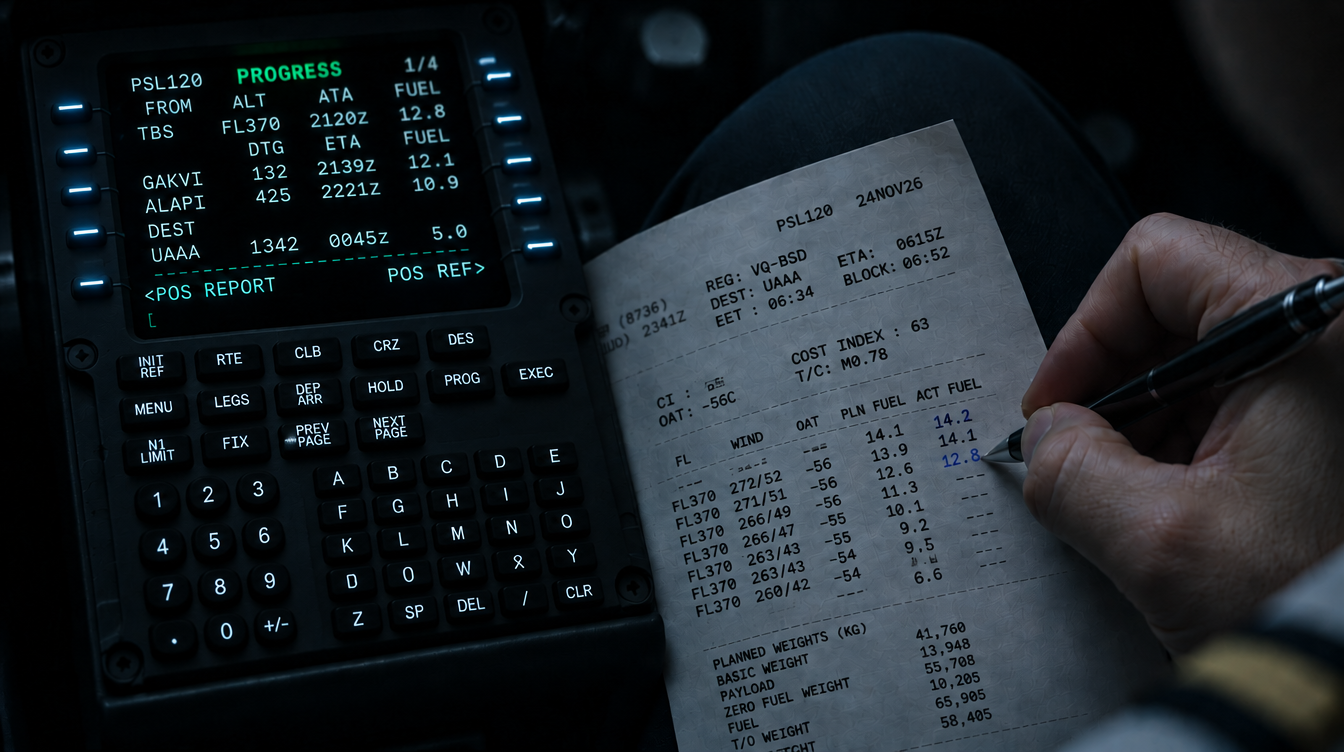 PSL120 PROGRESS 1/4
FROM ALT ATA FUEL
TBS FL370 2120z 12.8
DTG ETA FUEL
GAKVI 132 2139z 12.1
ALAPI 425 2221z 10.9
DEST
UAAA 1342 0045z 5.0
<POS REPORT POS REF>
[
INIT REF RTE CLB CRZ DES
MENU LEGS DEP ARR HOLD PROG EXEC
N1 LIMIT FIX PREV PAGE NEXT PAGE
1 2 3
4 5 6
7 8 9
. 0 +/-
A B C D E
F G H I J
K L M N O
D O W Y
Z SP DEL / CLR
PSL120 24NOV26
REG: VQ-BSD ETA: 0615Z
(8736) DEST: UAAA BLOCK: 06:52
2341Z EET : 06:34
COST INDEX : 63
CI : T/C: M0.78
OAT: -56C
FL WIND OAT PLN FUEL ACT FUEL
--- --- 14.1 14.2
FL370 272/52 -56 13.9 14.1
FL370 271/51 -56 12.6 12.8
FL370 266/49 -56 11.3 ---
FL370 266/47 -55 10.1 ---
FL370 263/43 -55 9.2 ---
FL370 263/43 -54 9.5 ---
FL370 260/42 -54
--- 6.6 ---
PLANNED WEIGHTS (KG)
BASIC WEIGHT 41,760
PAYLOAD 13,948
ZERO FUEL WEIGHT 55,708
FUEL 10,205
T/O WEIGHT 65,905
WEIGHT 58,405